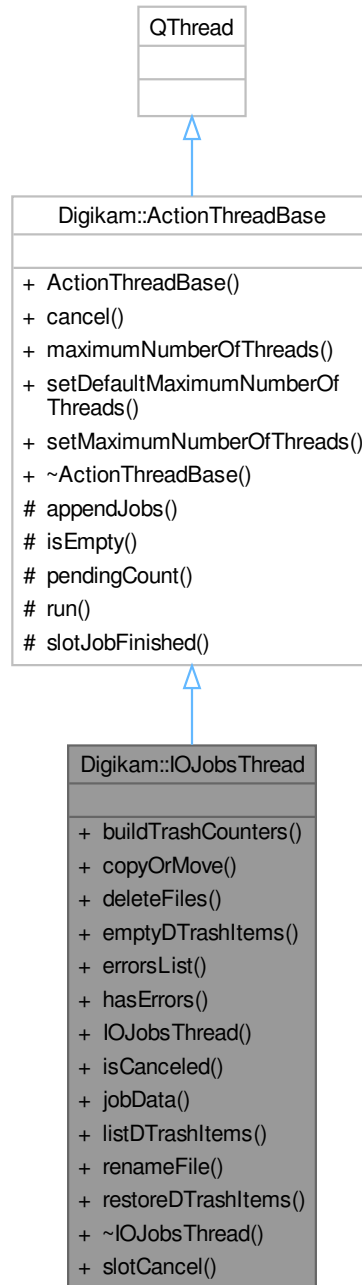 QThread
Digikam::ActionThreadBase
+ ActionThreadBase()
+ cancel()
+ maximumNumberOfThreads()
+ setDefaultMaximumNumberOf
Threads()
+ setMaximumNumberOfThreads()
+ ~ActionThreadBase()
# appendJobs()
# isEmpty()
# pendingCount()
# run()
# slotJobFinished()
Digikam::IOJobsThread
+ buildTrashCounters()
+ copyOrMove()
+ deleteFiles()
+ emptyDTrashItems()
+ errorsList()
+ hasErrors()
+ IOJobsThread()
+ isCanceled()
+ jobData()
+ listDTrashItems()
+ renameFile()
+ restoreDTrashItems()
+ ~IOJobsThread()
+ slotCancel()